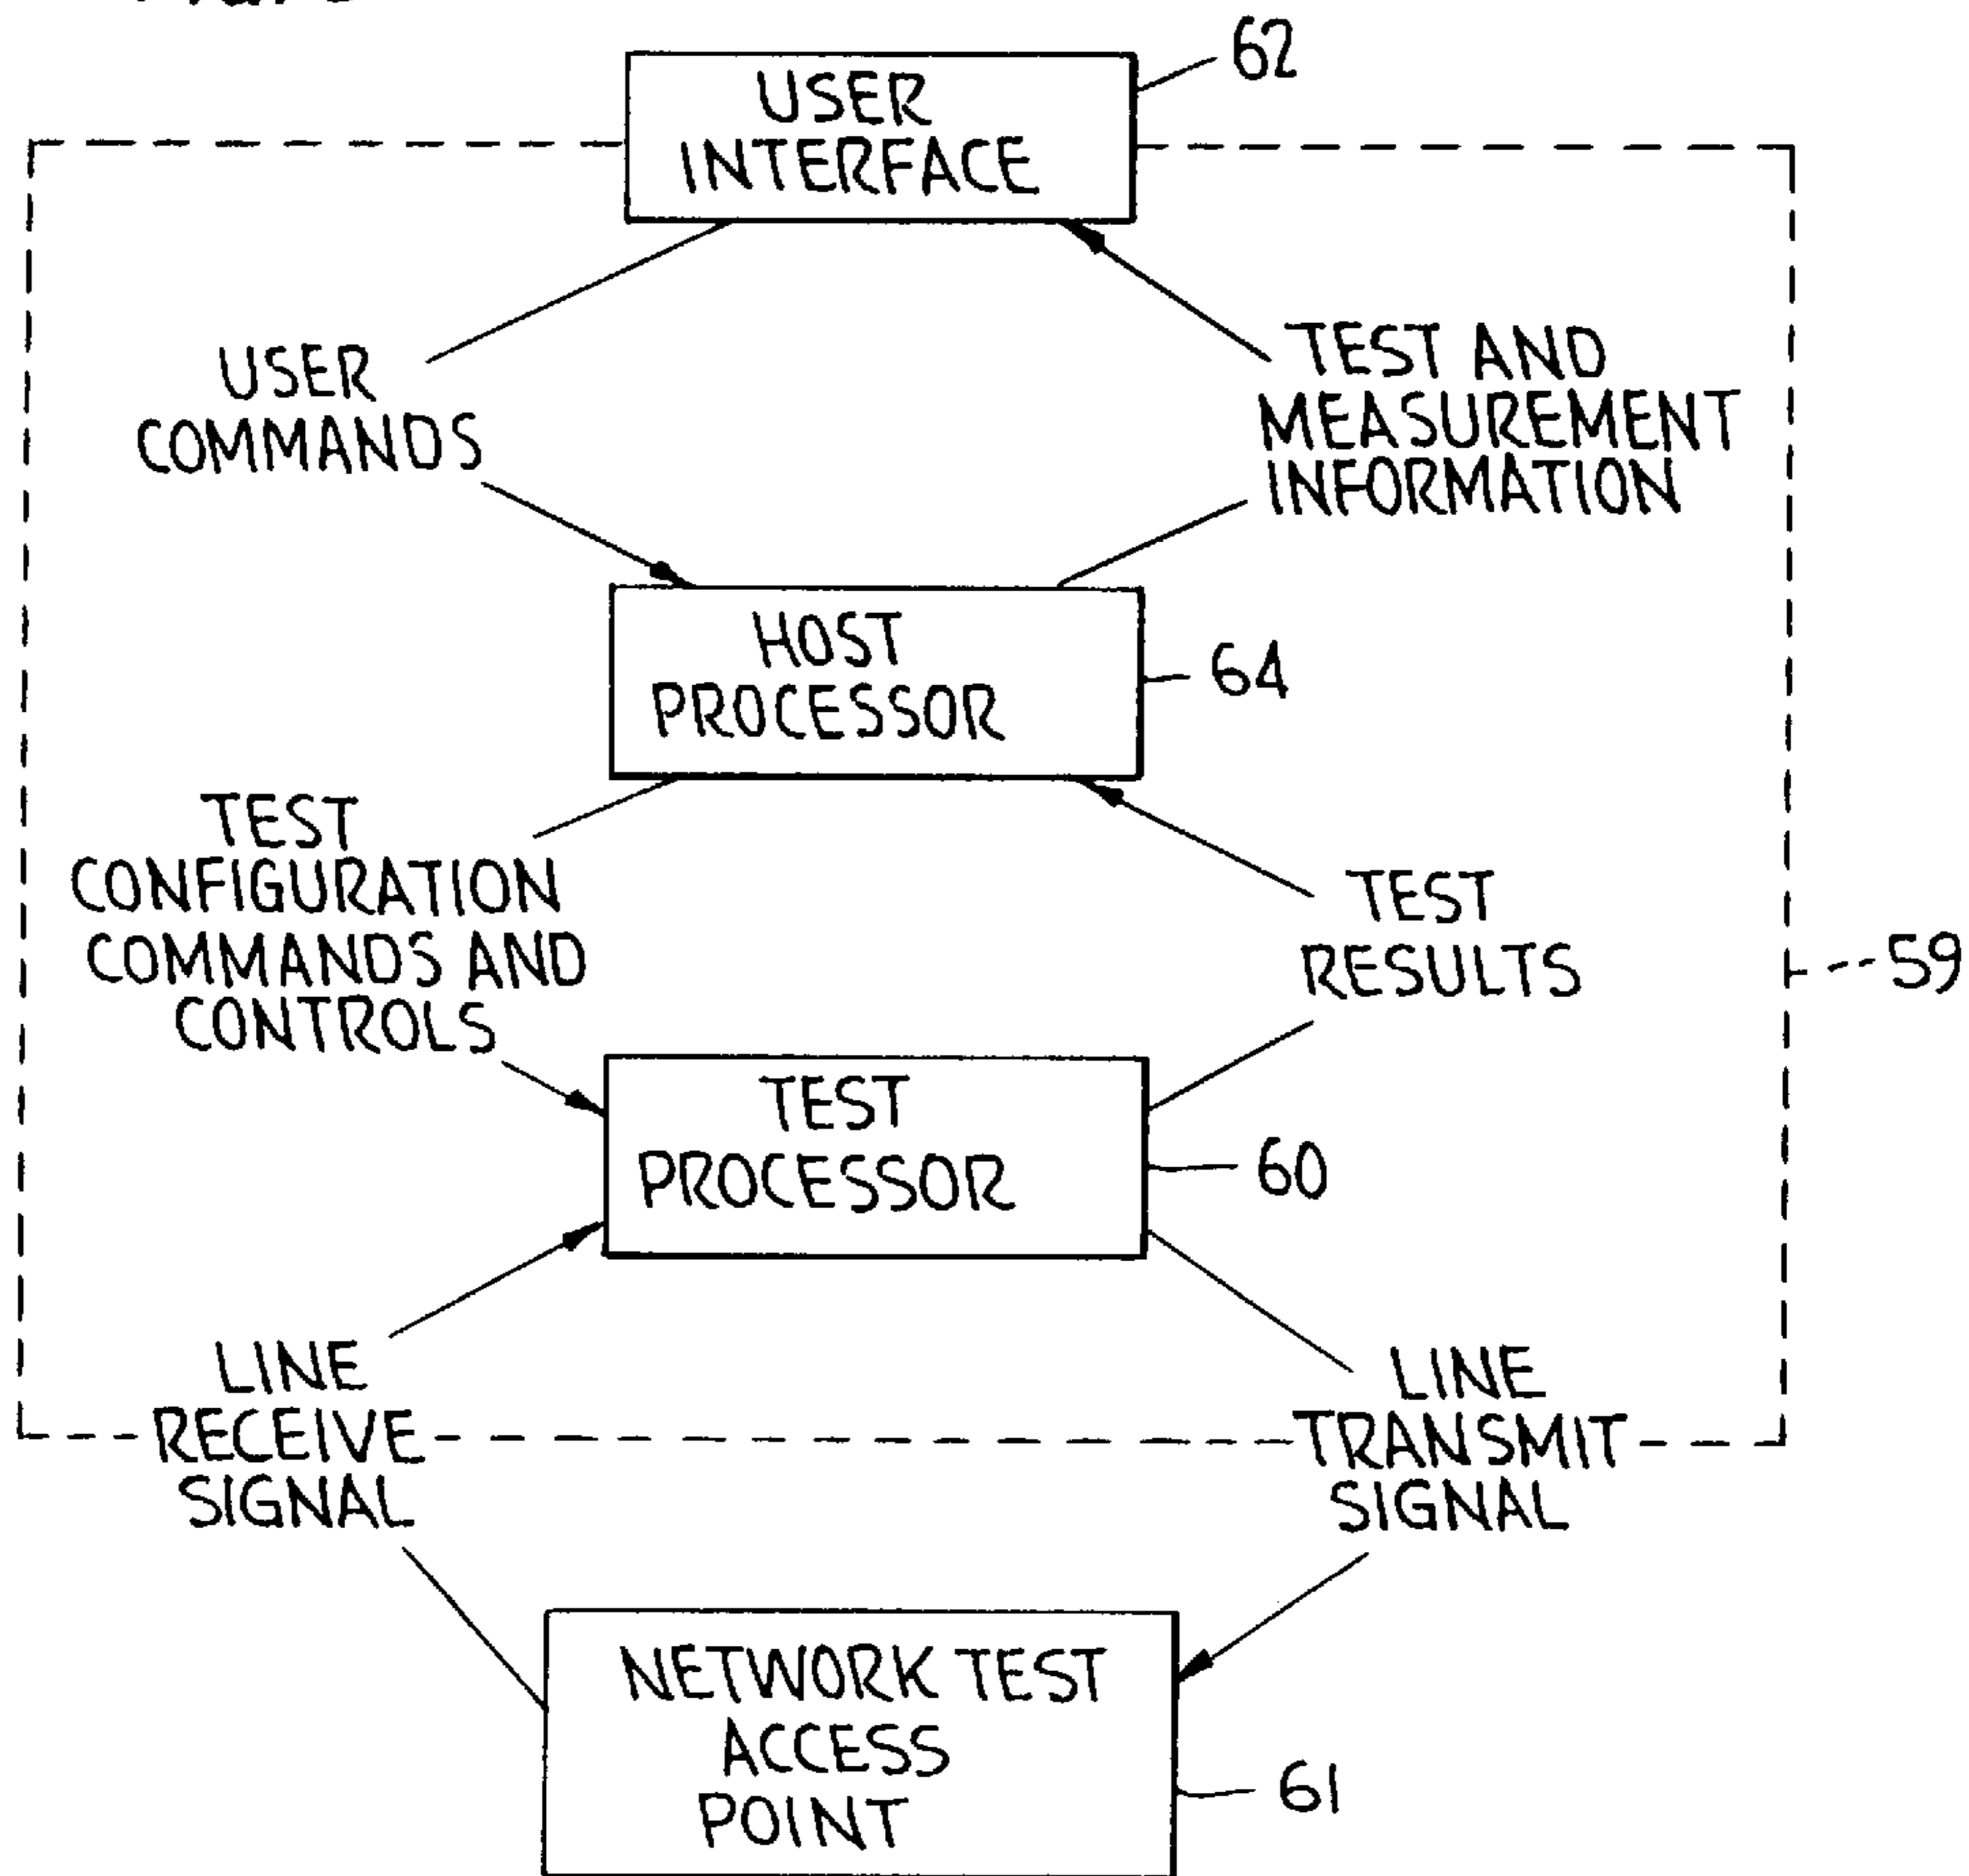 62
USER
INTERFACE
USER
COMMANDS
TEST AND
MEASUREMENT
INFORMATION
HOST
PROCESSOR
64
TEST
CONFIGURATION
COMMANDS AND
CONTROLS
TEST
RESULTS
59
TEST
PROCESSOR
60
LINE
RECEIVE
SIGNAL
LINE
TRANSMIT
SIGNAL
NETWORK TEST
ACCESS
POINT
61